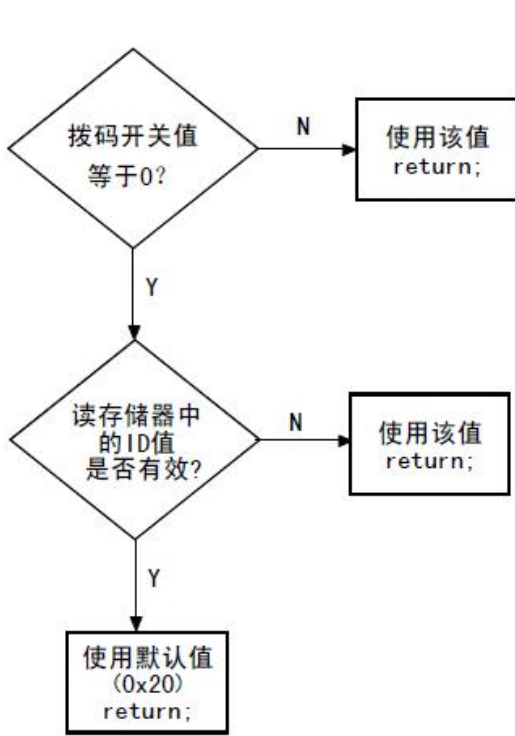 拨码开关值
等于0?
N
使用该值
return;
Y
读存储器中
的ID值
是否有效?
N
使用该值
return;
Y
使用默认值
(0x20)
return;